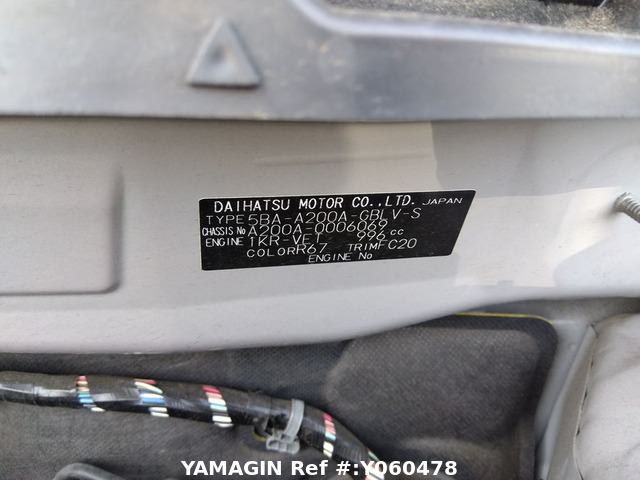 DAIHATSU MOTOR CO.,LTD. JAPAN
TYPE 5BA-A200A-GBLV-S
CHASSIS No A200A-0006069
ENGINE 1KR-VET 996 cc
COLOR R67 TRIM FC20
ENGINE No
YAMAGIN Ref #:Y060478